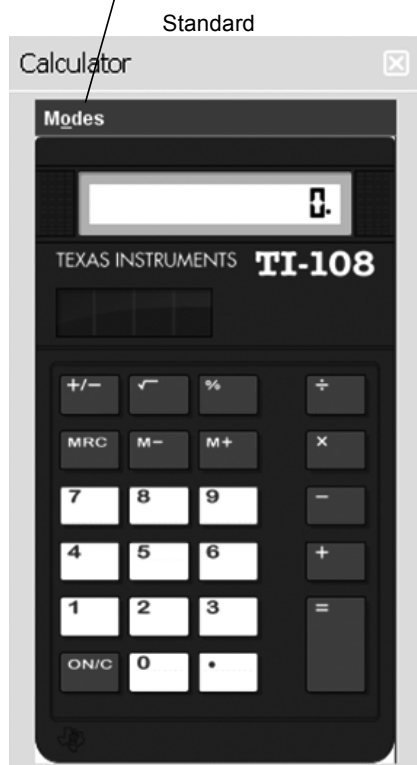 Standard
Calculator
Modes
0.
TEXAS INSTRUMENTS TI-108
+/− √ % ÷
MRC M− M+ ×
7 8 9 −
4 5 6 +
1 2 3 =
ON/C 0 •